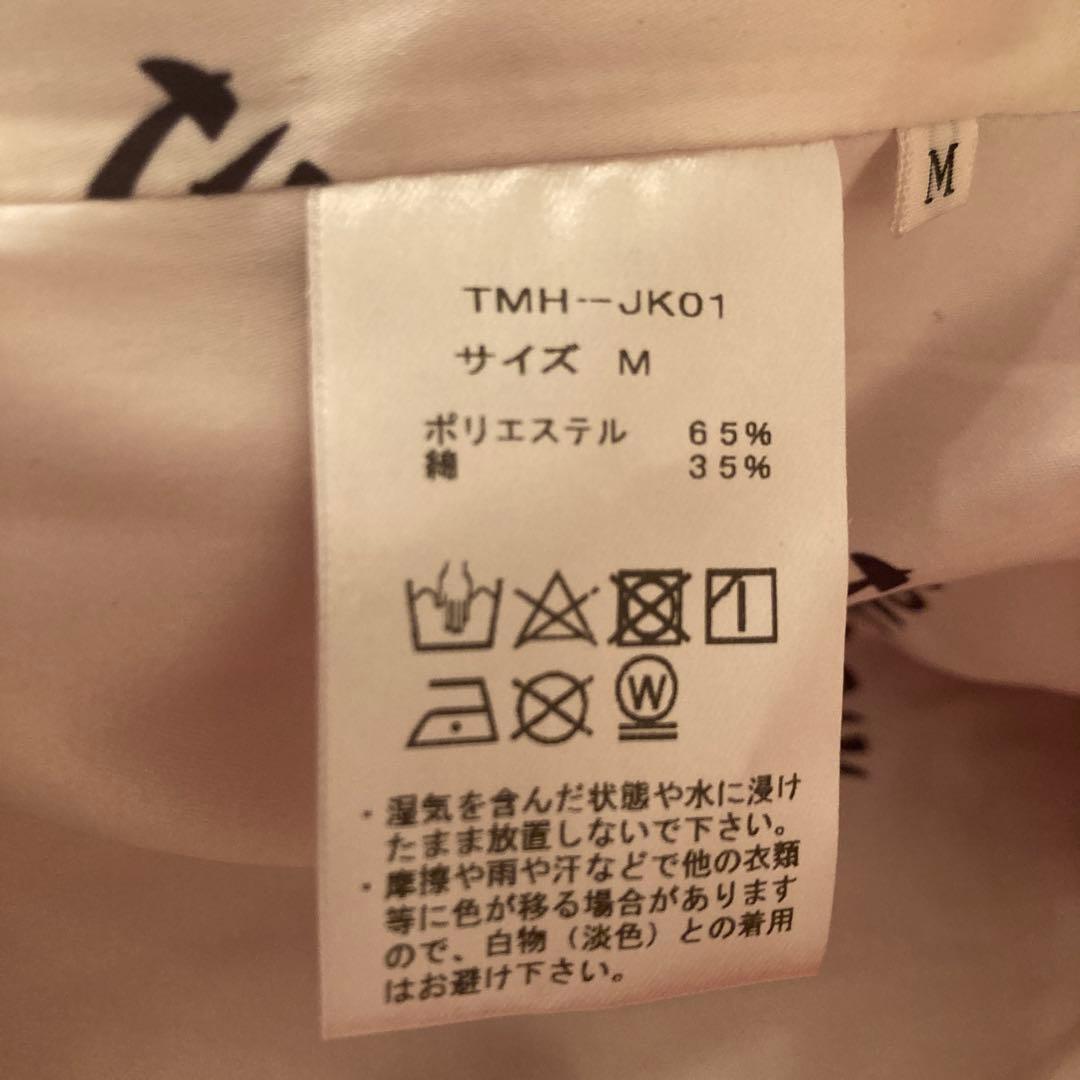 M
TMH--JK01
サイズ M
ポリエステル 65%
綿 35%
W
・湿気を含んだ状態や水に浸け
たまま放置しないで下さい。
・摩擦や雨や汗などで他の衣類
等に色が移る場合があります
ので、白物（淡色）との着用
はお避け下さい。